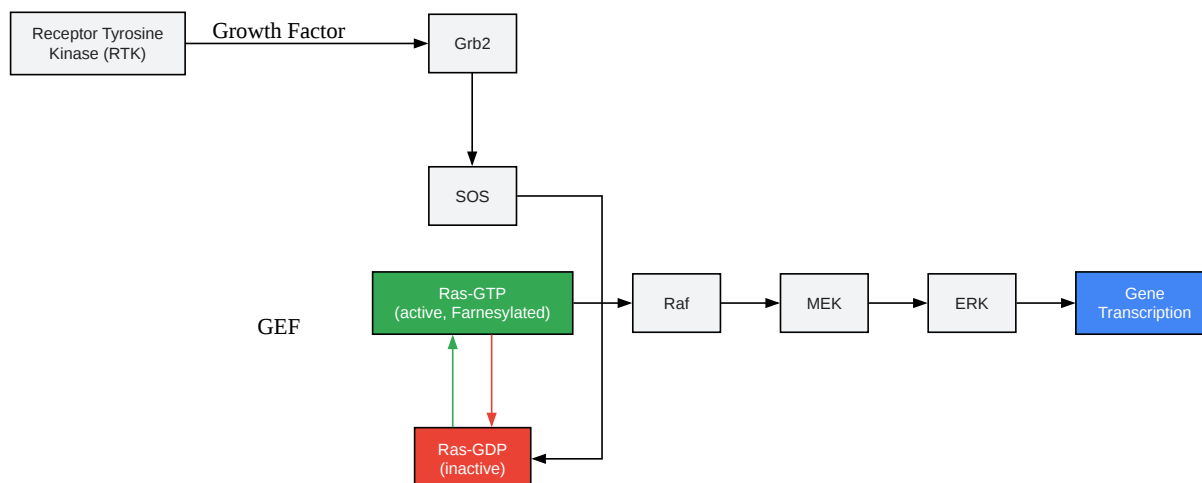 Receptor Tyrosine
Kinase (RTK)
Growth Factor
Grb2
SOS
Ras-GTP
(active, Farnesylated)
Raf
MEK
ERK
Gene
Transcription
GEF
Ras-GDP
(inactive)